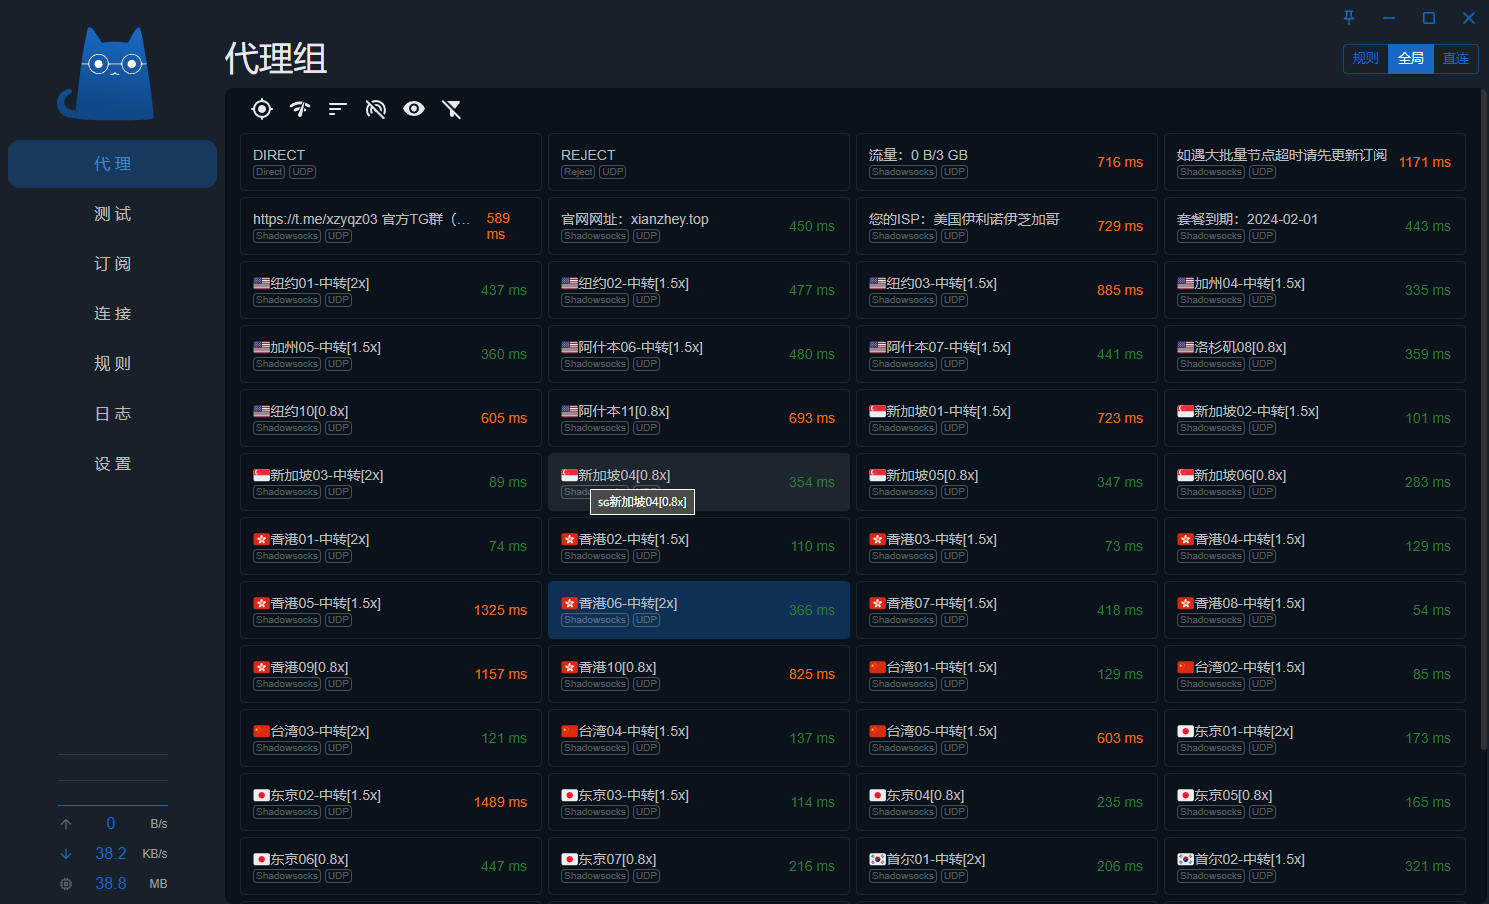 代理组
规则 全局 直连
代 理
测 试
订 阅
连 接
规 则
日 志
设 置
0 B/s
38.2 KB/s
38.8 MB
DIRECT
Direct UDP
REJECT
Reject UDP
流量：0 B/3 GB
Shadowsocks UDP
716 ms
如遇大批量节点超时请先更新订阅
Shadowsocks UDP
1171 ms
https://t.me/xzyqz03 官方TG群（...
Shadowsocks UDP
589
ms
官网网址：xianzhey.top
Shadowsocks UDP
450 ms
您的ISP：美国伊利诺伊芝加哥
Shadowsocks UDP
729 ms
套餐到期：2024-02-01
Shadowsocks UDP
443 ms
纽约01-中转[2x]
Shadowsocks UDP
437 ms
纽约02-中转[1.5x]
Shadowsocks UDP
477 ms
纽约03-中转[1.5x]
Shadowsocks UDP
885 ms
加州04-中转[1.5x]
Shadowsocks UDP
335 ms
加州05-中转[1.5x]
Shadowsocks UDP
360 ms
阿什本06-中转[1.5x]
Shadowsocks UDP
480 ms
阿什本07-中转[1.5x]
Shadowsocks UDP
441 ms
洛杉矶08[0.8x]
Shadowsocks UDP
359 ms
纽约10[0.8x]
Shadowsocks UDP
605 ms
阿什本11[0.8x]
Shadowsocks UDP
693 ms
新加坡01-中转[1.5x]
Shadowsocks UDP
723 ms
新加坡02-中转[1.5x]
Shadowsocks UDP
101 ms
新加坡03-中转[2x]
Shadowsocks UDP
89 ms
新加坡04[0.8x]
354 ms
SG新加坡04[0.8x]
新加坡05[0.8x]
Shadowsocks UDP
347 ms
新加坡06[0.8x]
Shadowsocks UDP
283 ms
香港01-中转[2x]
Shadowsocks UDP
74 ms
香港02-中转[1.5x]
Shadowsocks UDP
110 ms
香港03-中转[1.5x]
Shadowsocks UDP
73 ms
香港04-中转[1.5x]
Shadowsocks UDP
129 ms
香港05-中转[1.5x]
Shadowsocks UDP
1325 ms
香港06-中转[2x]
Shadowsocks UDP
366 ms
香港07-中转[1.5x]
Shadowsocks UDP
418 ms
香港08-中转[1.5x]
Shadowsocks UDP
54 ms
香港09[0.8x]
Shadowsocks UDP
1157 ms
香港10[0.8x]
Shadowsocks UDP
825 ms
台湾01-中转[1.5x]
Shadowsocks UDP
129 ms
台湾02-中转[1.5x]
Shadowsocks UDP
85 ms
台湾03-中转[2x]
Shadowsocks UDP
121 ms
台湾04-中转[1.5x]
Shadowsocks UDP
137 ms
台湾05-中转[1.5x]
Shadowsocks UDP
603 ms
东京01-中转[2x]
Shadowsocks UDP
173 ms
东京02-中转[1.5x]
Shadowsocks UDP
1489 ms
东京03-中转[1.5x]
Shadowsocks UDP
114 ms
东京04[0.8x]
Shadowsocks UDP
235 ms
东京05[0.8x]
Shadowsocks UDP
165 ms
东京06[0.8x]
Shadowsocks UDP
447 ms
东京07[0.8x]
Shadowsocks UDP
216 ms
首尔01-中转[2x]
Shadowsocks UDP
206 ms
首尔02-中转[1.5x]
Shadowsocks UDP
321 ms